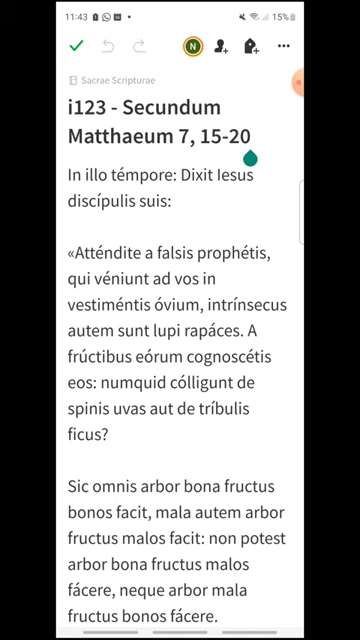 11:43
15%
N
Sacrae Scripturae
i123 - Secundum
Matthaeum 7, 15-20
In illo témpore: Dixit Iesus
discípulis suis:
«Atténdite a falsis prophétis,
qui véniunt ad vos in
vestiméntis óvium, intrínsecus
autem sunt lupi rapáces. A
frúctibus eórum cognoscétis
eos: numquid cólligunt de
spinis uvas aut de tríbulis
ficus?
Sic omnis arbor bona fructus
bonos facit, mala autem arbor
fructus malos facit: non potest
arbor bona fructus malos
fácere, neque arbor mala
fructus bonos fácere.